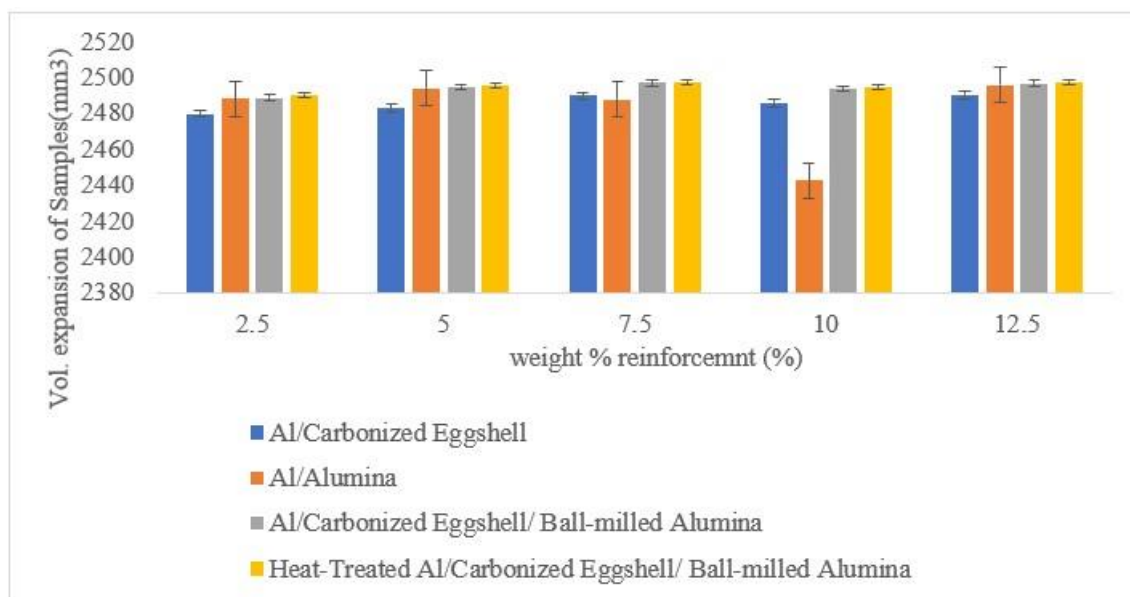 Vol. expansion of Samples(mm3)
2520
2500
2480
2460
2440
2420
2400
2380
2.5 5 7.5 10 12.5
weight % reinforcemnt (%)
Al/Carbonized Eggshell
Al/Alumina
Al/Carbonized Eggshell/ Ball-milled Alumina
Heat-Treated Al/Carbonized Eggshell/ Ball-milled Alumina